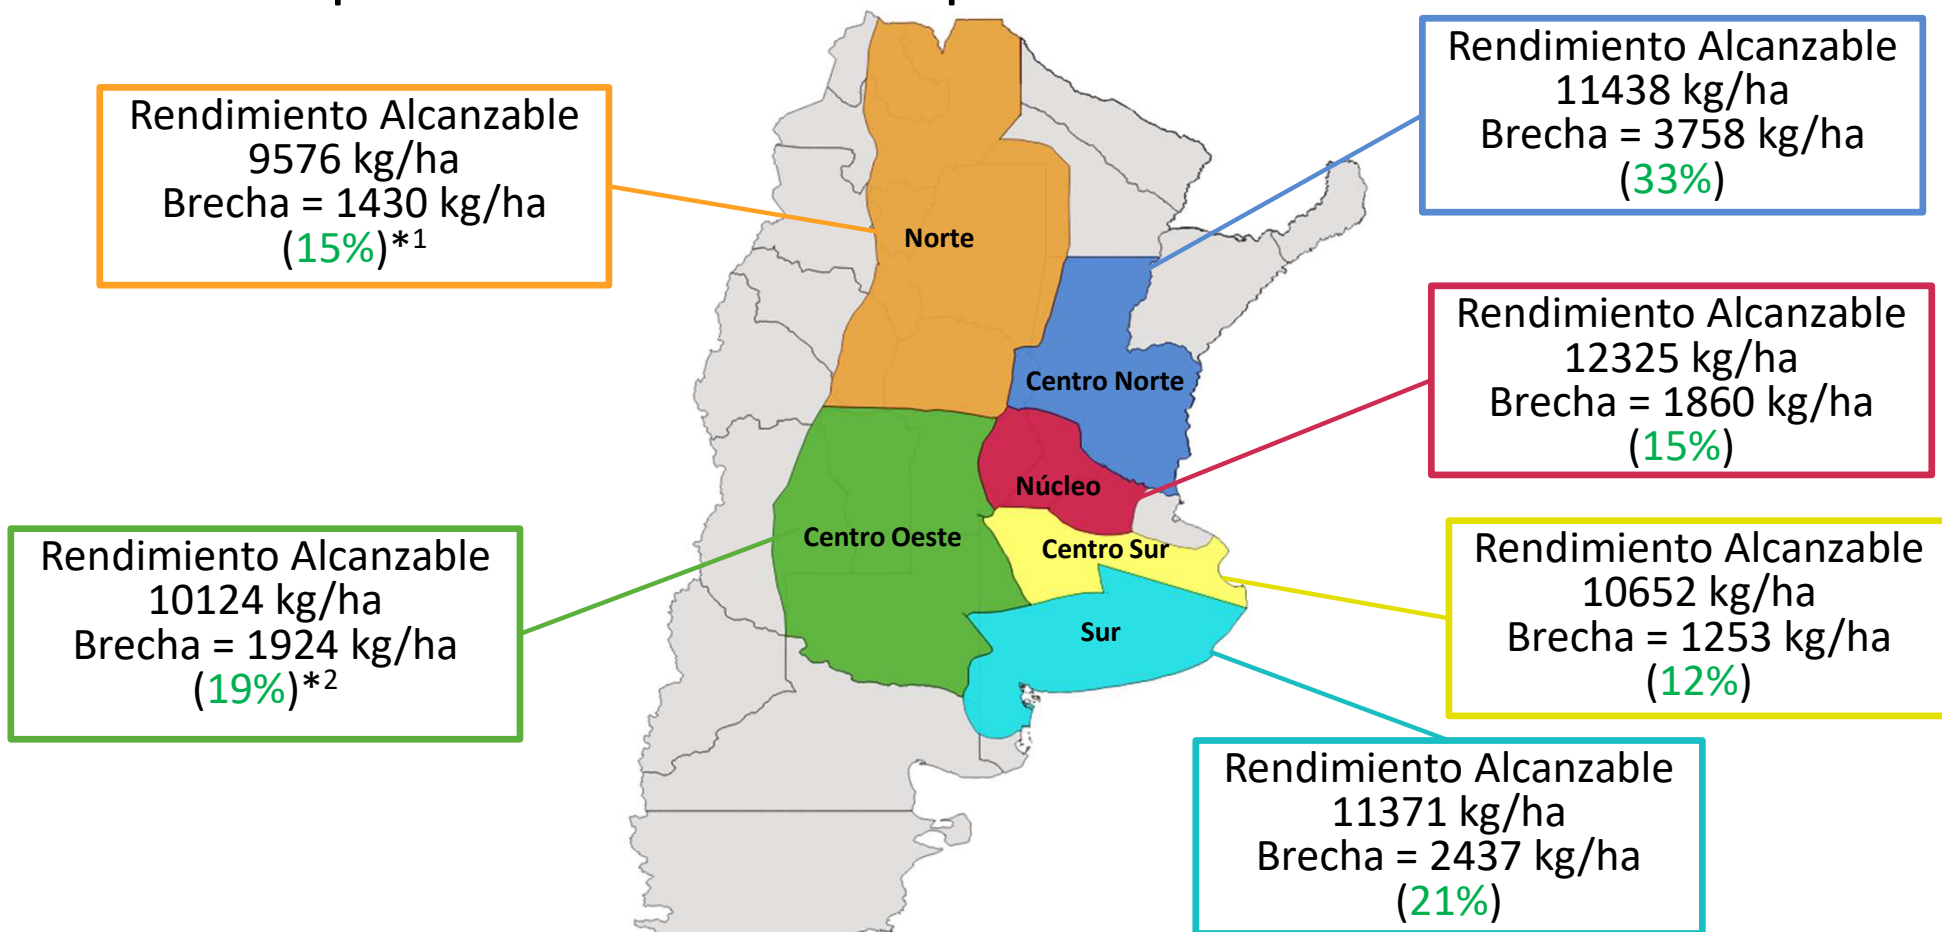 Rendimiento Alcanzable
9576 kg/ha
Brecha = 1430 kg/ha
(15%)*1
Rendimiento Alcanzable
11438 kg/ha
Brecha = 3758 kg/ha
(33%)
Norte
Rendimiento Alcanzable
12325 kg/ha
Brecha = 1860 kg/ha
(15%)
Centro Norte
Núcleo
Centro Oeste
Centro Sur
Rendimiento Alcanzable
10124 kg/ha
Brecha = 1924 kg/ha
(19%)*2
Rendimiento Alcanzable
10652 kg/ha
Brecha = 1253 kg/ha
(12%)
Sur
Rendimiento Alcanzable
11371 kg/ha
Brecha = 2437 kg/ha
(21%)